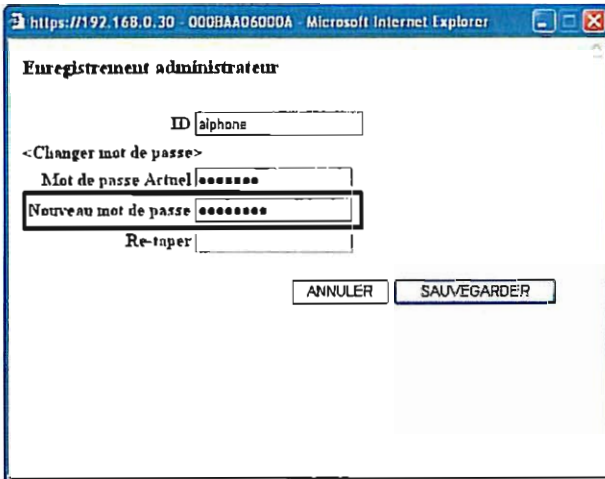 https://192.168.0.30 - 000BAA06000A - Microsoft Internet Explorer
Enregistrement administrateur
ID aiphone
<Changer mot de passe>
Mot de passe Actuel •••••••
Nouveau mot de passe ••••••••
Re-taper
ANNULER SAUVEGARDER